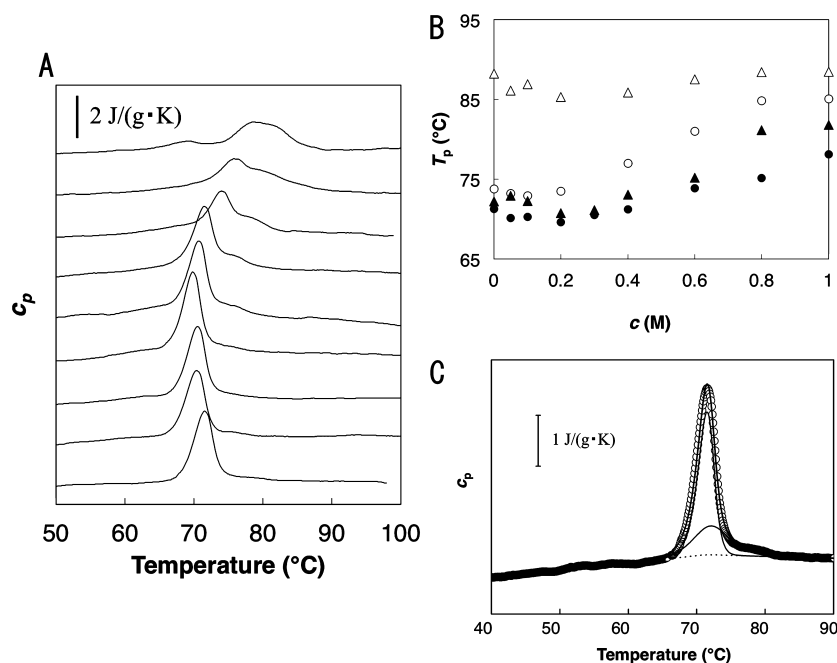 A
2 J/(g·K)
c_p
50 60 70 80 90 100
Temperature (°C)
B
95
85
75
65
T_p (°C)
0 0.2 0.4 0.6 0.8 1
c (M)
C
1 J/(g·K)
c_p
40 50 60 70 80 90
Temperature (°C)